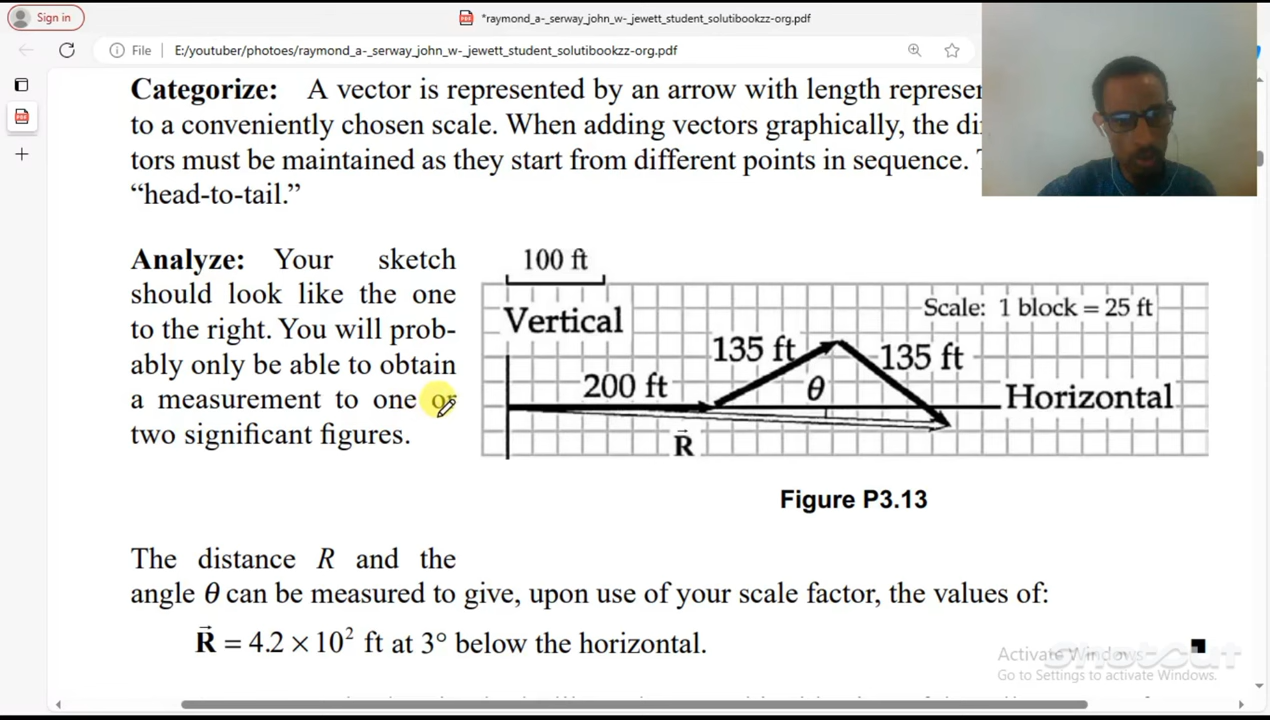 Sign in
*raymond_a-_serway_john_w-_jewett_student_solutibookzz-org.pdf
File E:/youtuber/photoes/raymond_a-_serway_john_w-_jewett_student_solutibookzz-org.pdf
Categorize: A vector is represented by an arrow with length represen
to a conveniently chosen scale. When adding vectors graphically, the di
tors must be maintained as they start from different points in sequence.
“head-to-tail.”
Analyze: Your sketch
should look like the one
to the right. You will prob-
ably only be able to obtain
a measurement to one or
two significant figures.
100 ft
Scale: 1 block = 25 ft
Vertical
135 ft
135 ft
200 ft
θ
Horizontal
R
Figure P3.13
The distance R and the
angle θ can be measured to give, upon use of your scale factor, the values of:
R = 4.2 × 10² ft at 3° below the horizontal.
Activate Windows
Go to Settings to activate Windows.